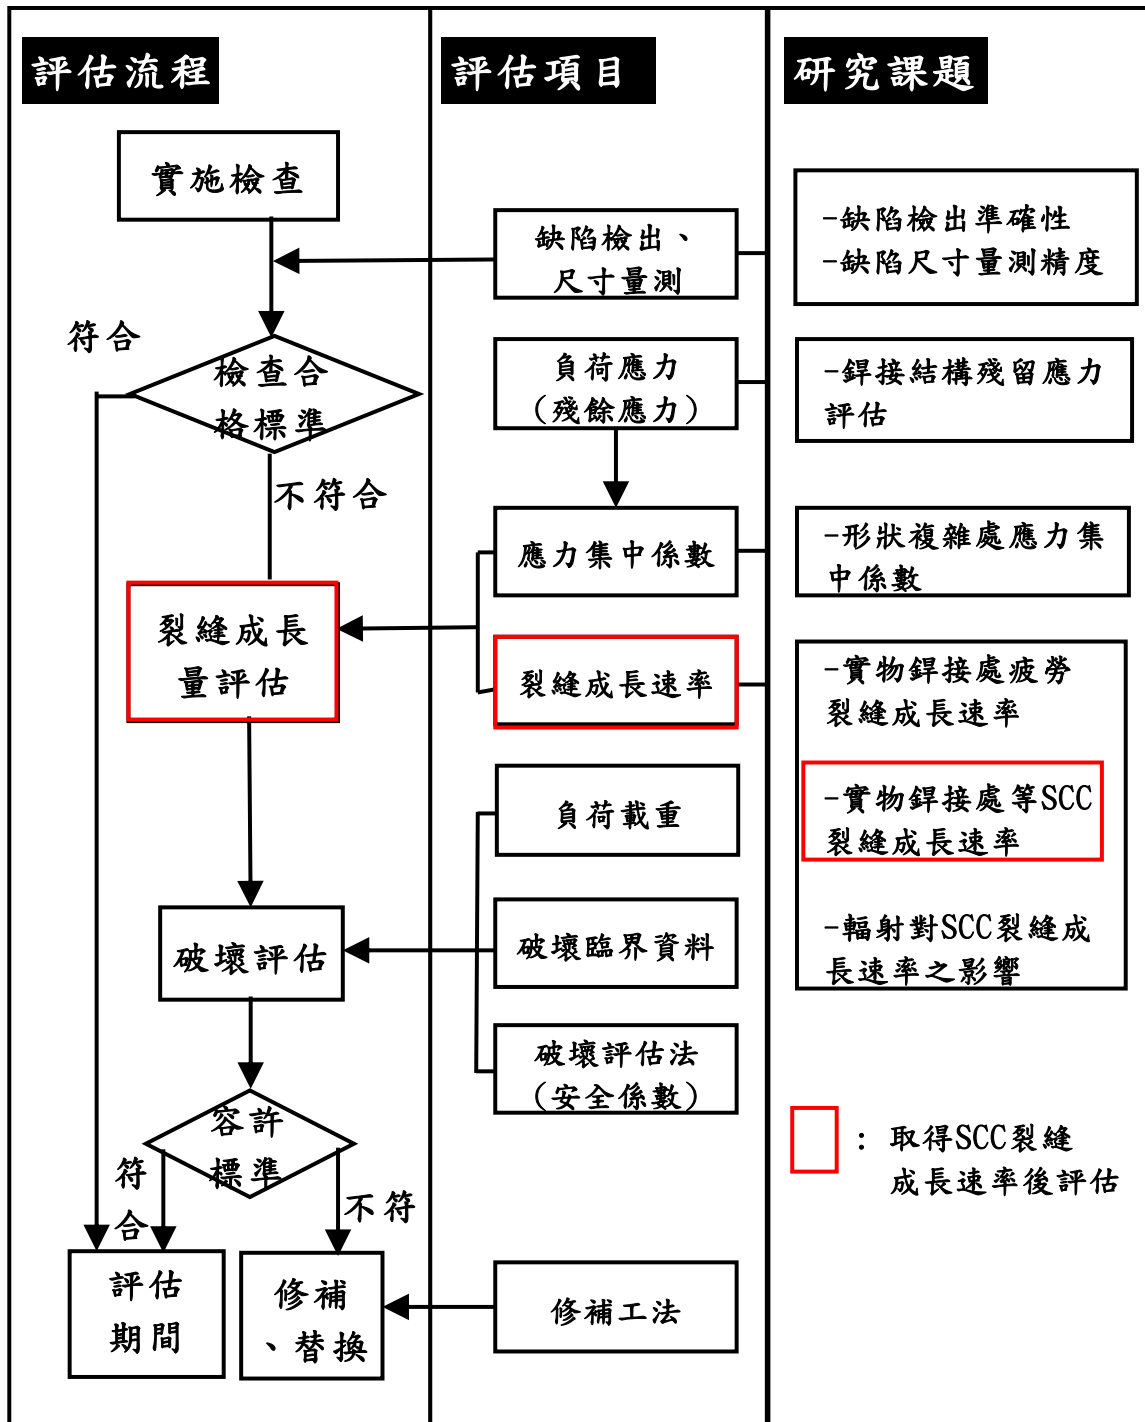 評估流程
實施檢查
符合
檢查合
格標準
不符合
裂縫成長
量評估
破壞評估
容許
標準
符
合
不符
評估
期間
修補
、替換
評估項目
缺陷檢出、
尺寸量測
負荷應力
(殘餘應力)
應力集中係數
裂縫成長速率
負荷載重
破壞臨界資料
破壞評估法
(安全係數)
修補工法
研究課題
-缺陷檢出準確性
-缺陷尺寸量測精度
-銲接結構殘留應力
評估
-形狀複雜處應力集
中係數
-實物銲接處疲勞
裂縫成長速率
-實物銲接處等SCC
裂縫成長速率
-輻射對SCC裂縫成
長速率之影響
：取得SCC裂縫
成長速率後評估